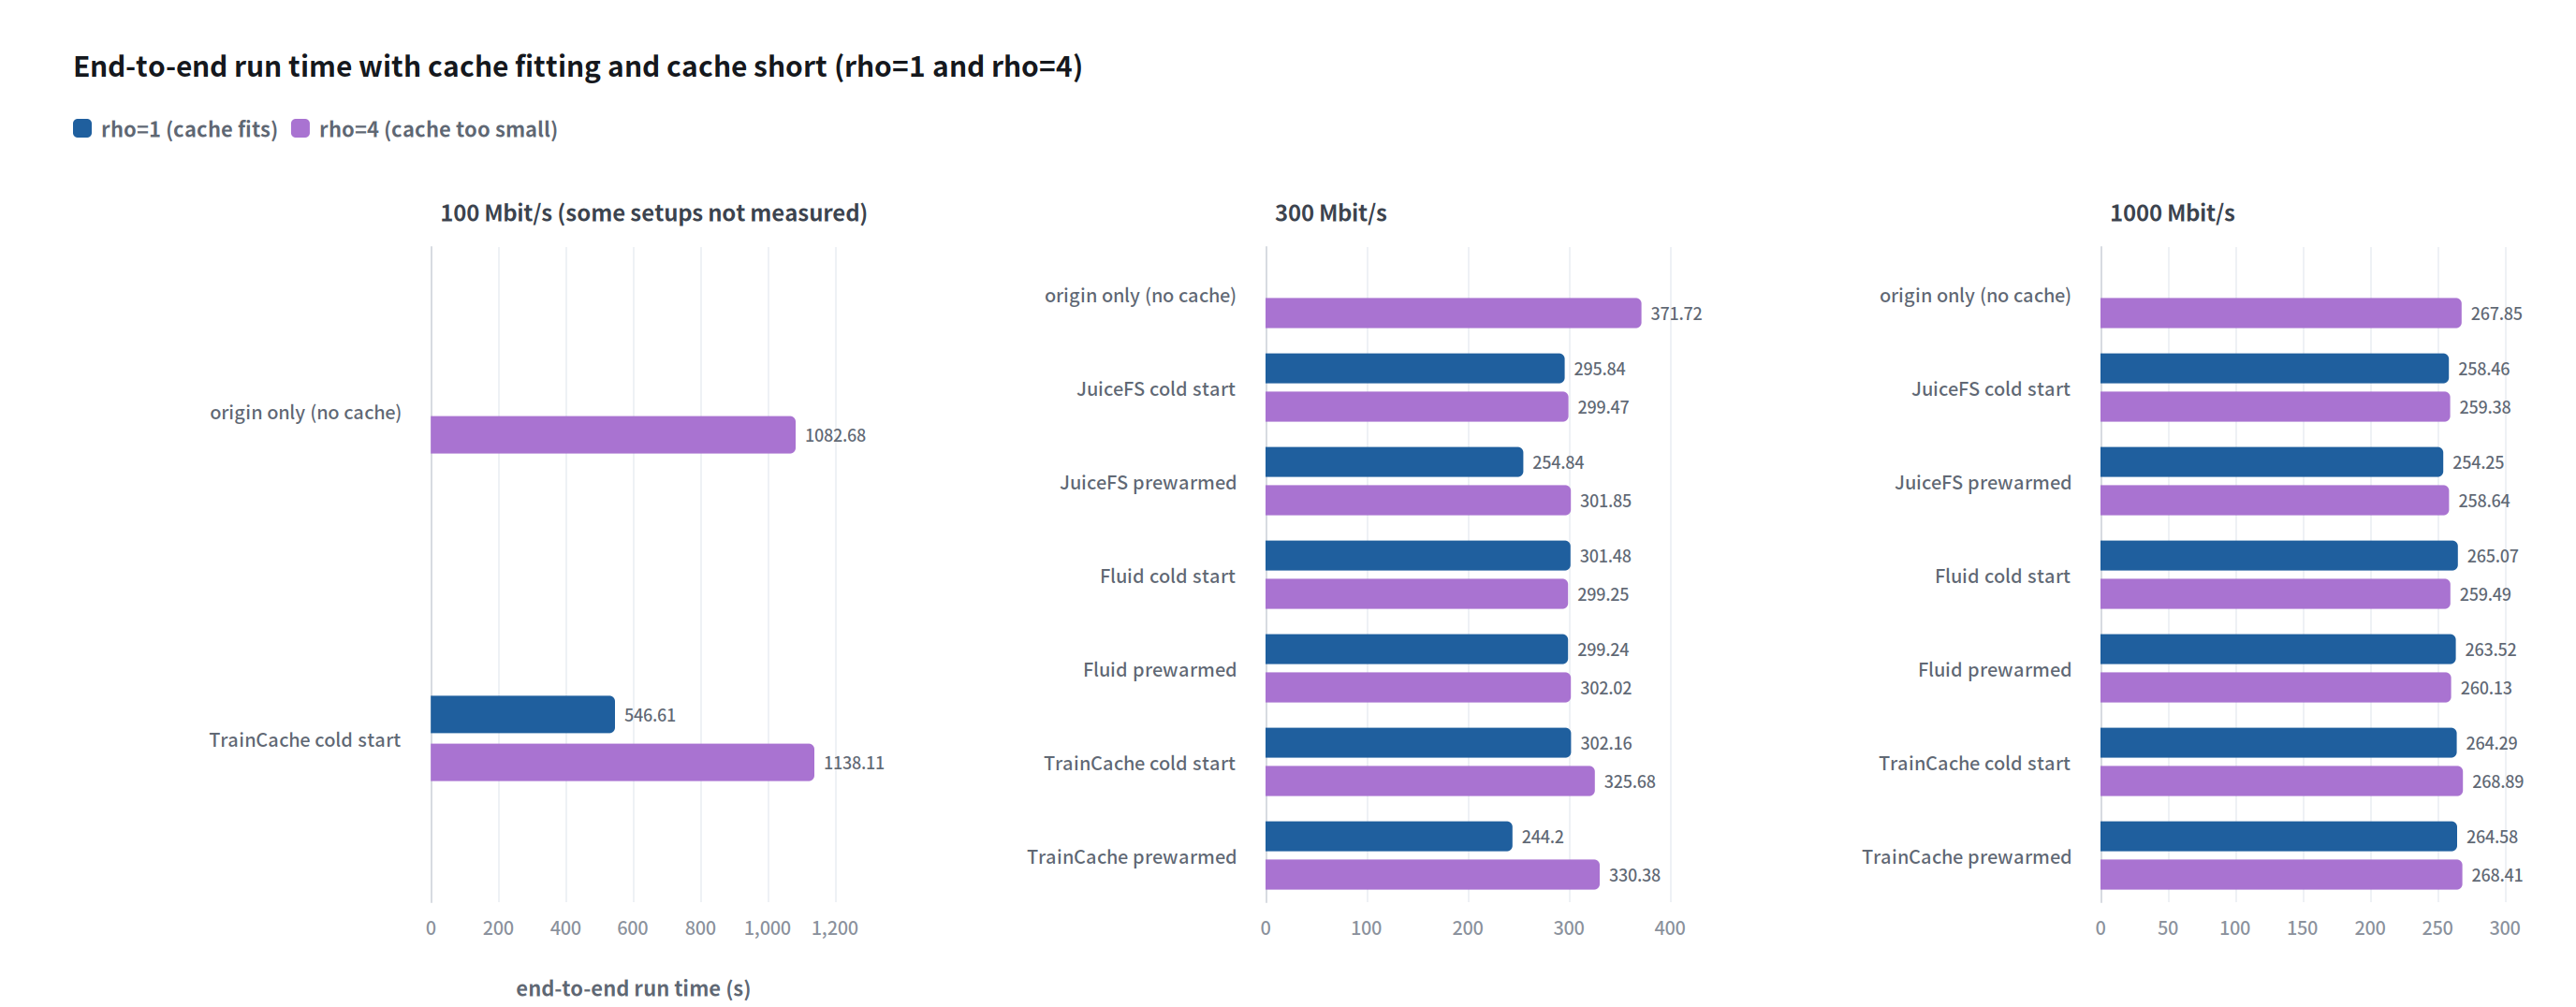 End-to-end run time with cache fitting and cache short (rho=1 and rho=4)
rho=1 (cache fits) rho=4 (cache too small)
100 Mbit/s (some setups not measured)
origin only (no cache)
1082.68
TrainCache cold start
546.61
1138.11
0 200 400 600 800 1,000 1,200
end-to-end run time (s)
300 Mbit/s
origin only (no cache)
371.72
JuiceFS cold start
295.84
299.47
JuiceFS prewarmed
254.84
301.85
Fluid cold start
301.48
299.25
Fluid prewarmed
299.24
302.02
TrainCache cold start
302.16
325.68
TrainCache prewarmed
244.2
330.38
0 100 200 300 400
1000 Mbit/s
origin only (no cache)
267.85
JuiceFS cold start
258.46
259.38
JuiceFS prewarmed
254.25
258.64
Fluid cold start
265.07
259.49
Fluid prewarmed
263.52
260.13
TrainCache cold start
264.29
268.89
TrainCache prewarmed
264.58
268.41
0 50 100 150 200 250 300